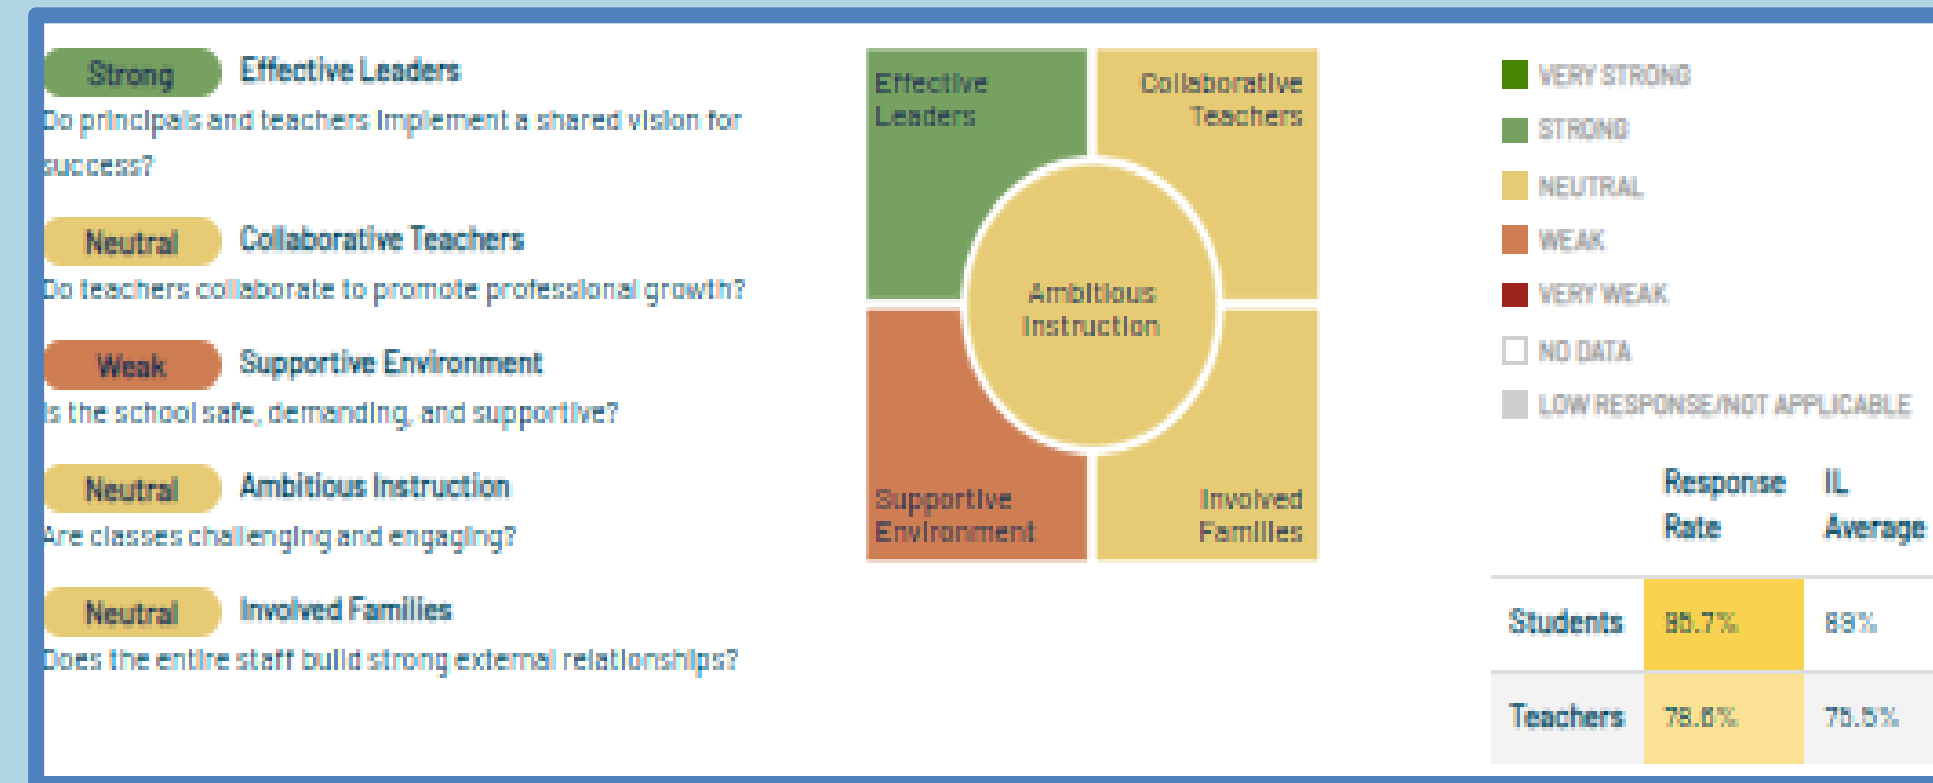 Strong Effective Leaders
Do principals and teachers implement a shared vision for
success?
Neutral Collaborative Teachers
Do teachers collaborate to promote professional growth?
Weak Supportive Environment
Is the school safe, demanding, and supportive?
Neutral Ambitious Instruction
Are classes challenging and engaging?
Neutral Involved Families
Does the entire staff build strong external relationships?
Effective
Leaders
Collaborative
Teachers
Ambitious
Instruction
Supportive
Environment
Involved
Families
VERY STRONG
STRONG
NEUTRAL
WEAK
VERY WEAK
NO DATA
LOW RESPONSE/NOT APPLICABLE
Response IL
Rate Average
Students
Teachers